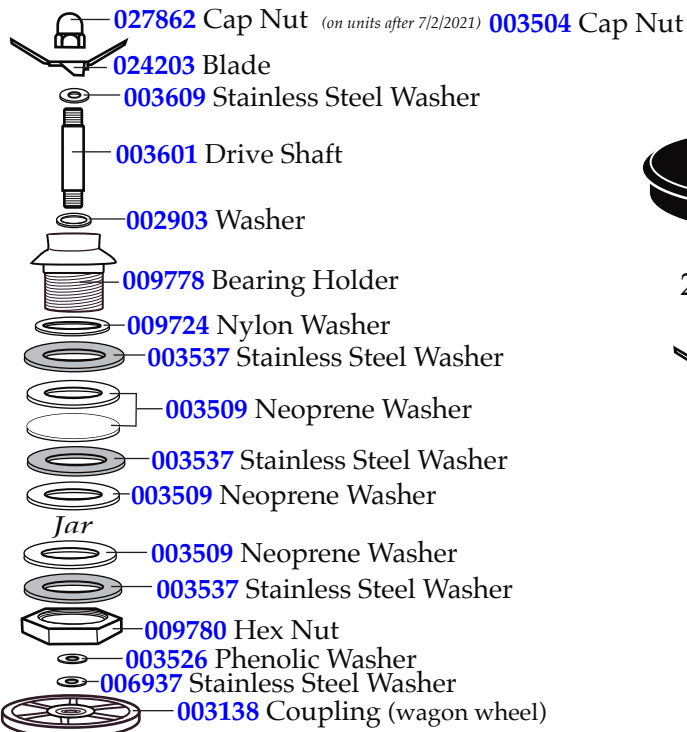 027862 Cap Nut (on units after 7/2/2021) 003504 Cap Nut
024203 Blade
003609 Stainless Steel Washer
003601 Drive Shaft
002903 Washer
009778 Bearing Holder
2
009724 Nylon Washer
003537 Stainless Steel Washer
003509 Neoprene Washer
003537 Stainless Steel Washer
003509 Neoprene Washer
Jar
003509 Neoprene Washer
003537 Stainless Steel Washer
009780 Hex Nut
003526 Phenolic Washer
006937 Stainless Steel Washer
003138 Coupling (wagon wheel)